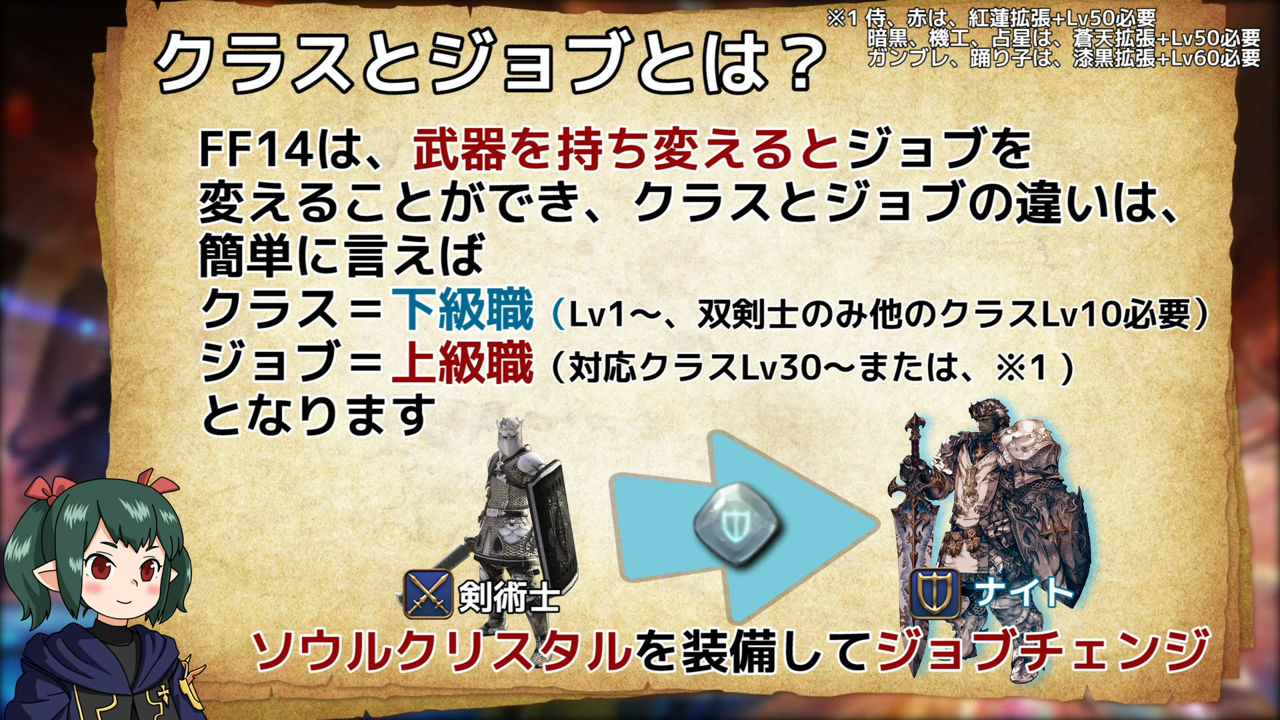 クラスとジョブとは？
※1 侍、赤は、紅蓮拡張+Lv50必要
暗黒、機工、占星は、蒼天拡張+Lv50必要
ガンブレ、踊り子は、漆黒拡張+Lv60必要
FF14は、武器を持ち変えるとジョブを
変えることができ、クラスとジョブの違いは、
簡単に言えば
クラス＝下級職（Lv1～、双剣士のみ他のクラスLv10必要）
ジョブ＝上級職（対応クラスLv30～または、※1 ）
となります
剣術士
ナイト
ソウルクリスタルを装備してジョブチェンジ